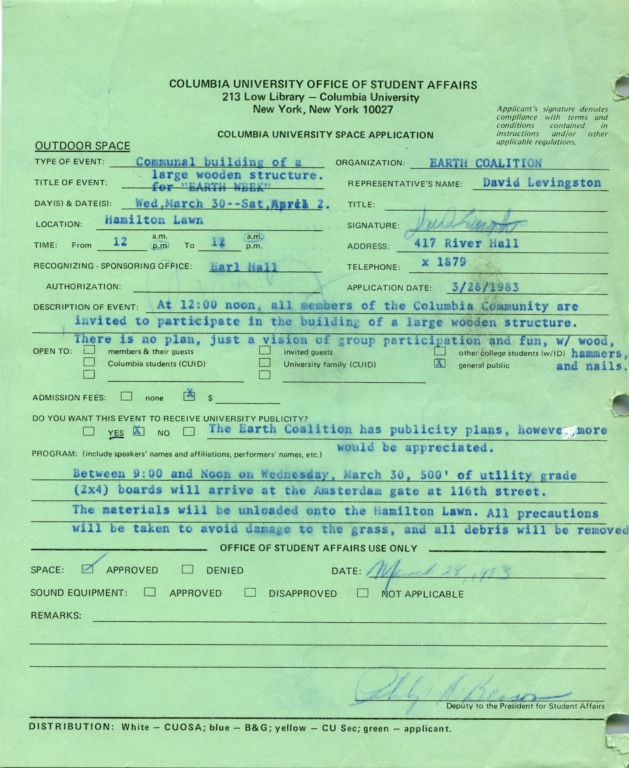 COLUMBIA UNIVERSITY OFFICE OF STUDENT AFFAIRS
213 Low Library — Columbia University
New York, New York 10027
Applicant's signature denotes
compliance with terms and
conditions contained in
instructions and/or other
applicable regulations.
COLUMBIA UNIVERSITY SPACE APPLICATION
OUTDOOR SPACE
TYPE OF EVENT: Communal building of a
large wooden structure.
TITLE OF EVENT: for "EARTH WEEK"
DAY(S) & DATE(S): Wed,March 30--Sat,April 2.
LOCATION: Hamilton Lawn
TIME: From 12 a.m. p.m. To 12 a.m. p.m.
RECOGNIZING - SPONSORING OFFICE: Earl Hall
AUTHORIZATION:
ORGANIZATION: EARTH COALITION
REPRESENTATIVE'S NAME: David Levingston
TITLE:
SIGNATURE:
ADDRESS: 417 River Hall
TELEPHONE: x 1879
APPLICATION DATE: 3/28/1983
DESCRIPTION OF EVENT: At 12:00 noon, all members of the Columbia Community are
invited to participate in the building of a large wooden structure.
There is no plan, just a vision of group participation and fun, w/ wood,
hammers,
and nails.
OPEN TO: members & their guests invited guests other college students (w/ID)
Columbia students (CUID) University family (CUID) X general public
ADMISSION FEES: none X $
DO YOU WANT THIS EVENT TO RECEIVE UNIVERSITY PUBLICITY?
YES X NO The Earth Coalition has publicity plans, however more
would be appreciated.
PROGRAM: (include speakers' names and affiliations, performers' names, etc.)
Between 9:00 and Noon on Wednesday, March 30, 500' of utility grade
(2x4) boards will arrive at the Amsterdam gate at 116th street.
The materials will be unloaded onto the Hamilton Lawn. All precautions
will be taken to avoid damage to the grass, and all debris will be removed
OFFICE OF STUDENT AFFAIRS USE ONLY
SPACE: ✓ APPROVED DENIED DATE: March 24, 1983
SOUND EQUIPMENT: APPROVED DISAPPROVED NOT APPLICABLE
REMARKS:
Deputy to the President for Student Affairs
DISTRIBUTION: White — CUOSA; blue — B&G; yellow — CU Sec; green — applicant.